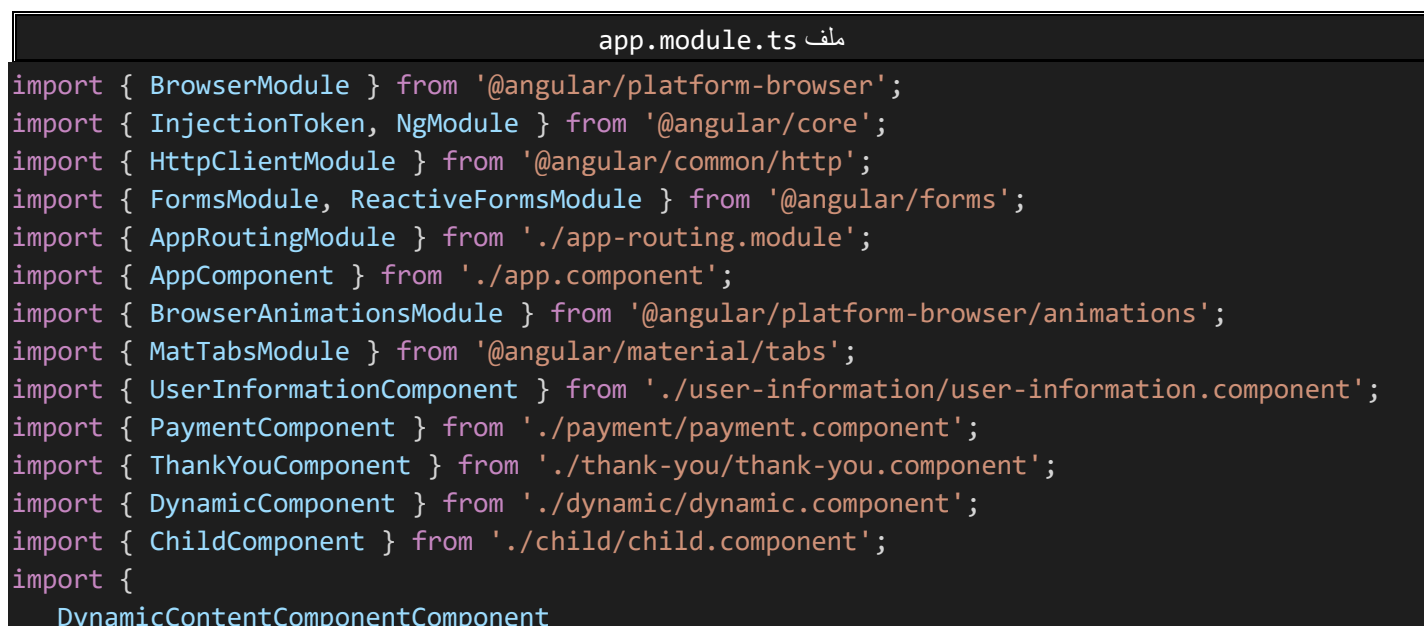 ملف app.module.ts
import { BrowserModule } from '@angular/platform-browser';
import { InjectionToken, NgModule } from '@angular/core';
import { HttpClientModule } from '@angular/common/http';
import { FormsModule, ReactiveFormsModule } from '@angular/forms';
import { AppRoutingModule } from './app-routing.module';
import { AppComponent } from './app.component';
import { BrowserAnimationsModule } from '@angular/platform-browser/animations';
import { MatTabsModule } from '@angular/material/tabs';
import { UserInformationComponent } from './user-information/user-information.component';
import { PaymentComponent } from './payment/payment.component';
import { ThankYouComponent } from './thank-you/thank-you.component';
import { DynamicComponent } from './dynamic/dynamic.component';
import { ChildComponent } from './child/child.component';
import {
DynamicContentComponentComponent